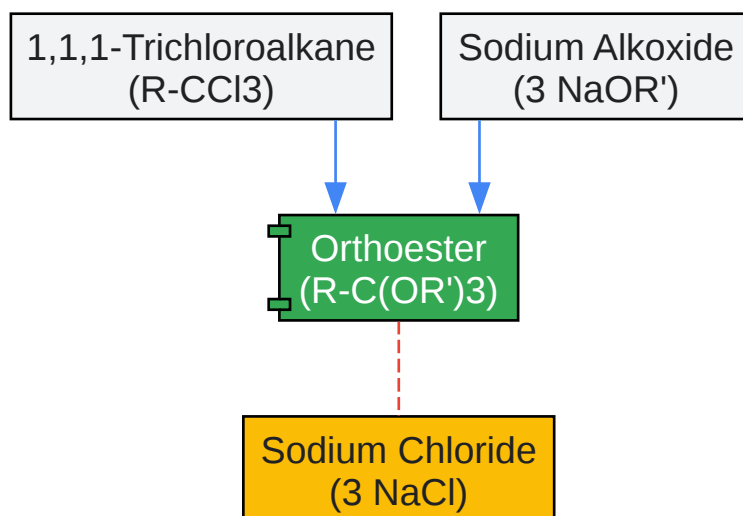 1,1,1-Trichloroalkane
(R-CCl3)
Sodium Alkoxide
(3 NaOR')
Orthoester
(R-C(OR')3)
Sodium Chloride
(3 NaCl)